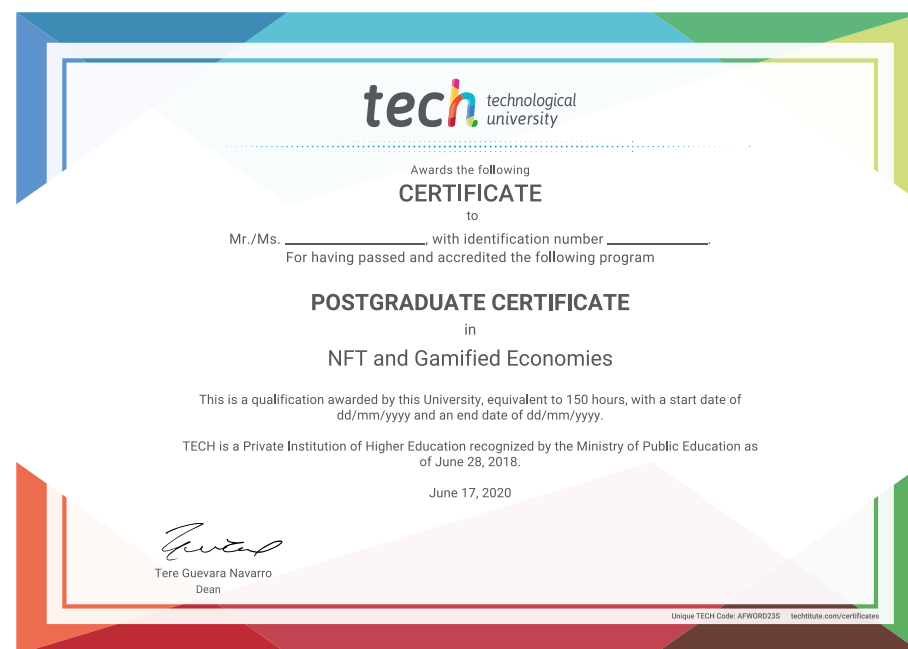 tech technological
university
Awards the following
CERTIFICATE
to
Mr./Ms. ________________, with identification number ____________.
For having passed and accredited the following program
POSTGRADUATE CERTIFICATE
in
NFT and Gamified Economies
This is a qualification awarded by this University, equivalent to 150 hours, with a start date of
dd/mm/yyyy and an end date of dd/mm/yyyy.
TECH is a Private Institution of Higher Education recognized by the Ministry of Public Education as
of June 28, 2018.
June 17, 2020
Tere Guevara Navarro
Dean
Unique TECH Code: AFWORD23S techtitute.com/certificates